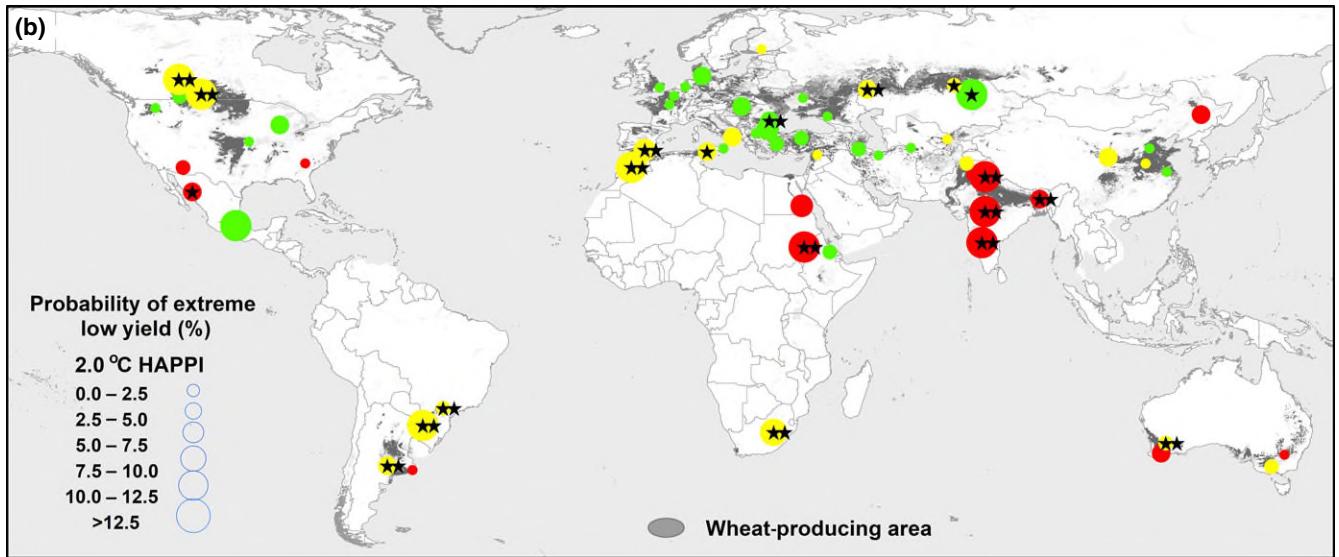 (b)
Probability of extreme
low yield (%)
2.0 °C HAPPI
0.0 – 2.5
2.5 – 5.0
5.0 – 7.5
7.5 – 10.0
10.0 – 12.5
>12.5
Wheat-producing area